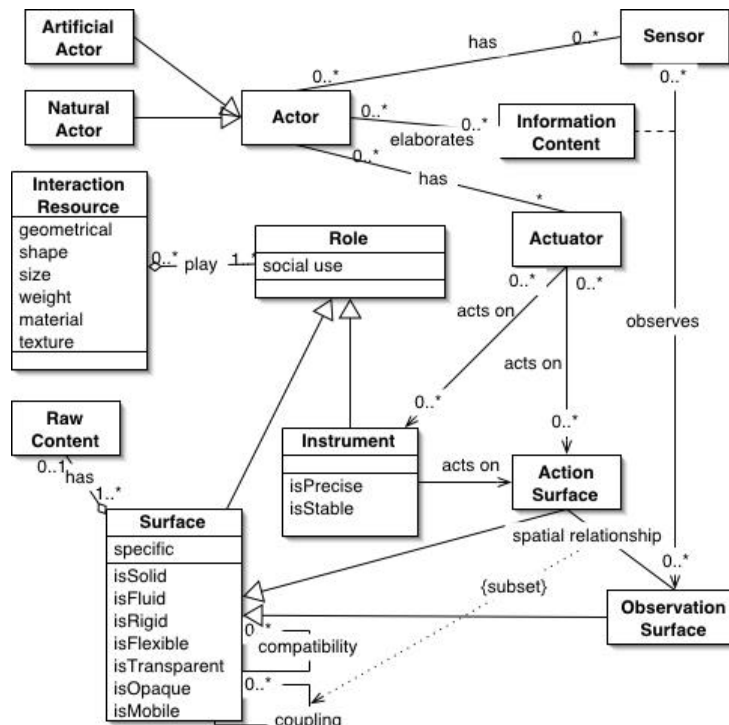 Artificial
Actor
has
0..*
Sensor
0..*
0..*
Natural
Actor
Actor
0..*
elaborates
0..*
Information
Content
0..*
has
*
Interaction
Resource
geometrical
shape
size
weight
material
texture
0..*
play
1..*
Role
social use
Actuator
0..*
0..*
acts on
observes
acts on
0..*
0..*
Raw
Content
0..1
has
1..*
Instrument
isPrecise
isStable
acts on
Action
Surface
Surface
specific
isSolid
isFluid
isRigid
isFlexible
isTransparent
isOpaque
isMobile
spatial relationship
{subset}
0..*
Observation
Surface
0..*
compatibility
0..*
coupling